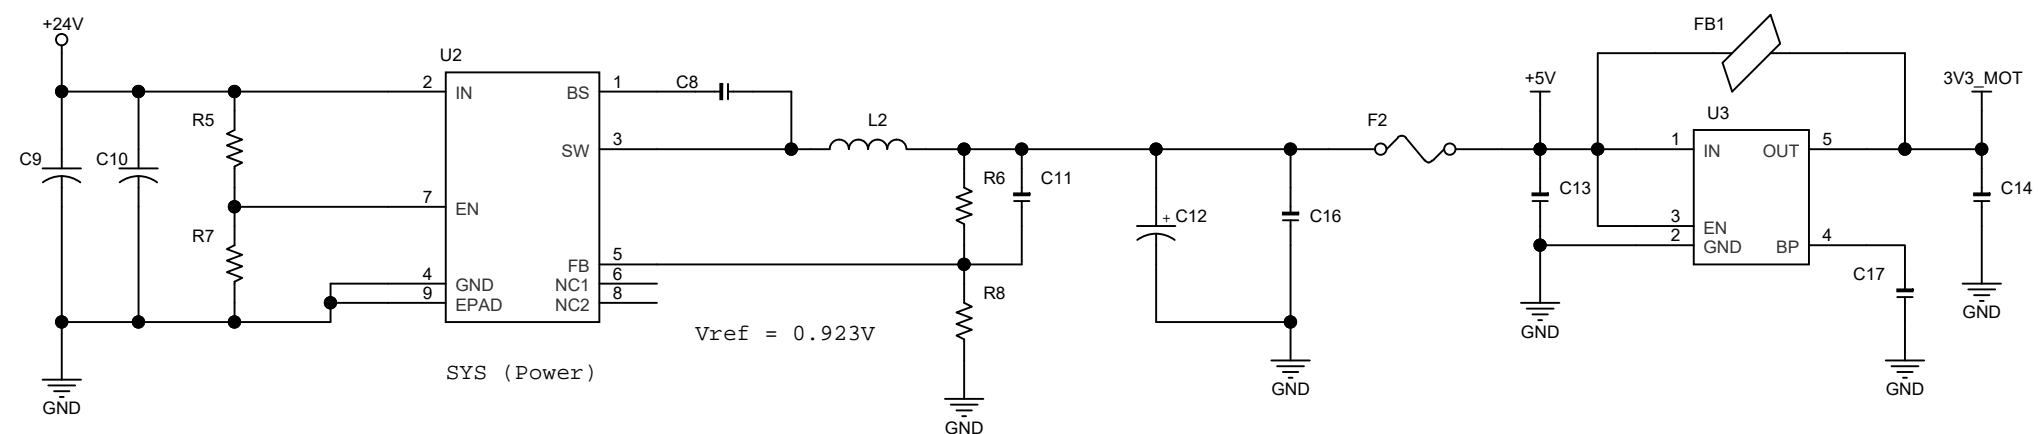 +24V
U2
FB1
+5V
3V3_MOT
2
IN
BS
1
C8
R5
L2
F2
U3
C9
C10
SW
3
1
IN
OUT
5
R6
C11
C13
C14
7
EN
R7
+
C12
C16
3
EN
2
GND
BP
4
FB
5
4
GND
NC1
6
9
EPAD
NC2
8
R8
C17
Vref = 0.923V
GND
GND
SYS (Power)
GND
GND
GND
GND